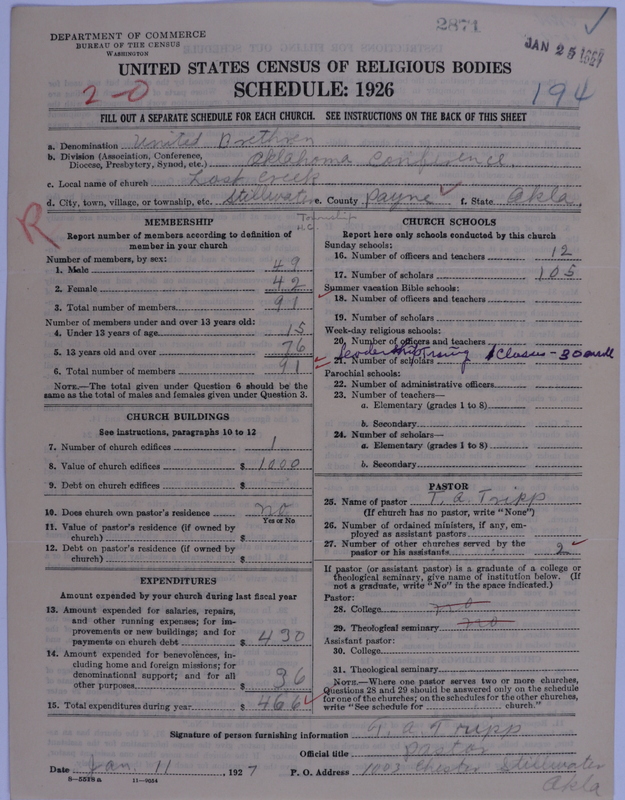 2871
DEPARTMENT OF COMMERCE
BUREAU OF THE CENSUS
WASHINGTON
JAN 25
UNITED STATES CENSUS OF RELIGIOUS BODIES
SCHEDULE: 1926
2-0
194
FILL OUT A SEPARATE SCHEDULE FOR EACH CHURCH. SEE INSTRUCTIONS ON THE BACK OF THIS SHEET
a. Denomination United Brethren
b. Division (Association, Conference, Diocese, Presbytery, Synod, etc.) Oklahoma Conference
c. Local name of church Lost Creek
d. City, town, village, or township, etc. Stillwater e. County Payne f. State Okla
Township
H.C.
R
MEMBERSHIP
Report number of members according to definition of
member in your church
Number of members, by sex:
1. Male 49
2. Female 42
3. Total number of members 91
Number of members under and over 13 years old:
4. Under 13 years of age 15
5. 13 years old and over 76
6. Total number of members 91
NOTE.—The total given under Question 6 should be the
same as the total of males and females given under Question 3.
CHURCH BUILDINGS
See instructions, paragraphs 10 to 12
7. Number of church edifices 1
8. Value of church edifices $ 1000
9. Debt on church edifices $
10. Does church own pastor's residence no
Yes or No
11. Value of pastor's residence (if owned by
church) $
12. Debt on pastor's residence (if owned by
church) $
EXPENDITURES
Amount expended by your church during last fiscal year
13. Amount expended for salaries, repairs,
and other running expenses; for im-
provements or new buildings; and for
payments on church debt $ 430
14. Amount expended for benevolences, in-
cluding home and foreign missions; for
denominational support; and for all
other purposes $ 36
15. Total expenditures during year $ 466
CHURCH SCHOOLS
Report here only schools conducted by this church
Sunday schools:
16. Number of officers and teachers 12
17. Number of scholars 105
Summer vacation Bible schools:
18. Number of officers and teachers
19. Number of scholars
Week-day religious schools:
20. Number of officers and teachers
Leadership Training 1 Classes - 30
21. Number of scholars
Parochial schools:
22. Number of administrative officers
23. Number of teachers—
a. Elementary (grades 1 to 8)
b. Secondary
24. Number of scholars—
a. Elementary (grades 1 to 8)
b. Secondary
PASTOR
25. Name of pastor T. A. Tripp
(If church has no pastor, write "None")
26. Number of ordained ministers, if any, em-
ployed as assistant pastors
27. Number of other churches served by the
pastor or his assistants 2
If pastor (or assistant pastor) is a graduate of a college or
theological seminary, give name of institution below. (If
not a graduate, write "No" in the space indicated.)
Pastor:
28. College no
29. Theological seminary no
Assistant pastor:
30. College
31. Theological seminary
NOTE.—Where one pastor serves two or more churches,
Questions 28 and 29 should be answered only on the schedule
for one of the churches; on the schedules for the other churches,
write "See schedule for church."
Signature of person furnishing information T. A. Tripp
Official title Pastor
Date Jan. 11, 1927 P. O. Address 1003 Chester Stillwater
Okla
8—5518 a 11—9654